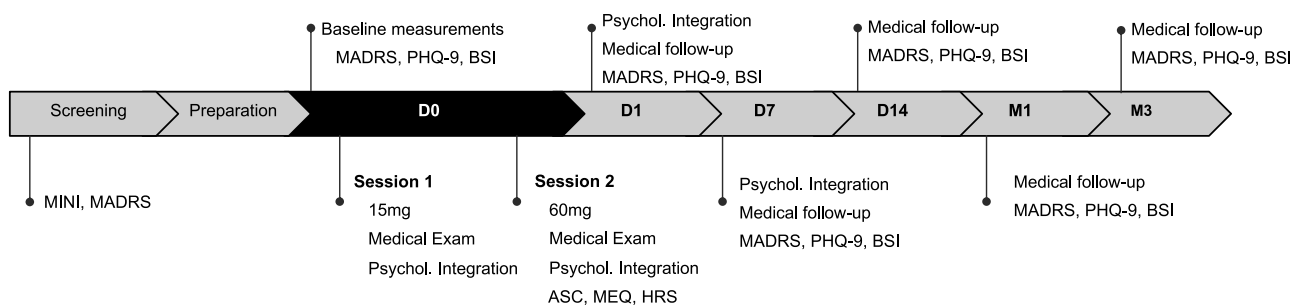 Baseline measurements
MADRS, PHQ-9, BSI
Psychol. Integration
Medical follow-up
MADRS, PHQ-9, BSI
Medical follow-up
MADRS, PHQ-9, BSI
Medical follow-up
MADRS, PHQ-9, BSI
Screening
Preparation
D0
D1
D7
D14
M1
M3
MINI, MADRS
Session 1
15mg
Medical Exam
Psychol. Integration
Session 2
60mg
Medical Exam
Psychol. Integration
ASC, MEQ, HRS
Psychol. Integration
Medical follow-up
MADRS, PHQ-9, BSI
Medical follow-up
MADRS, PHQ-9, BSI